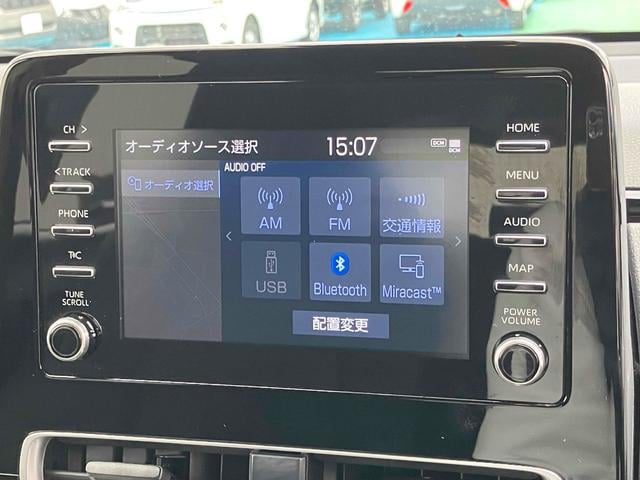 CH >
< TRACK
PHONE
T\C
TUNE
SCROLL
オーディオソース選択
15:07
DCM
DCM
オーディオ選択
AUDIO OFF
AM
FM
交通情報
USB
Bluetooth
Miracast™
配置変更
HOME
MENU
AUDIO
MAP
POWER
VOLUME